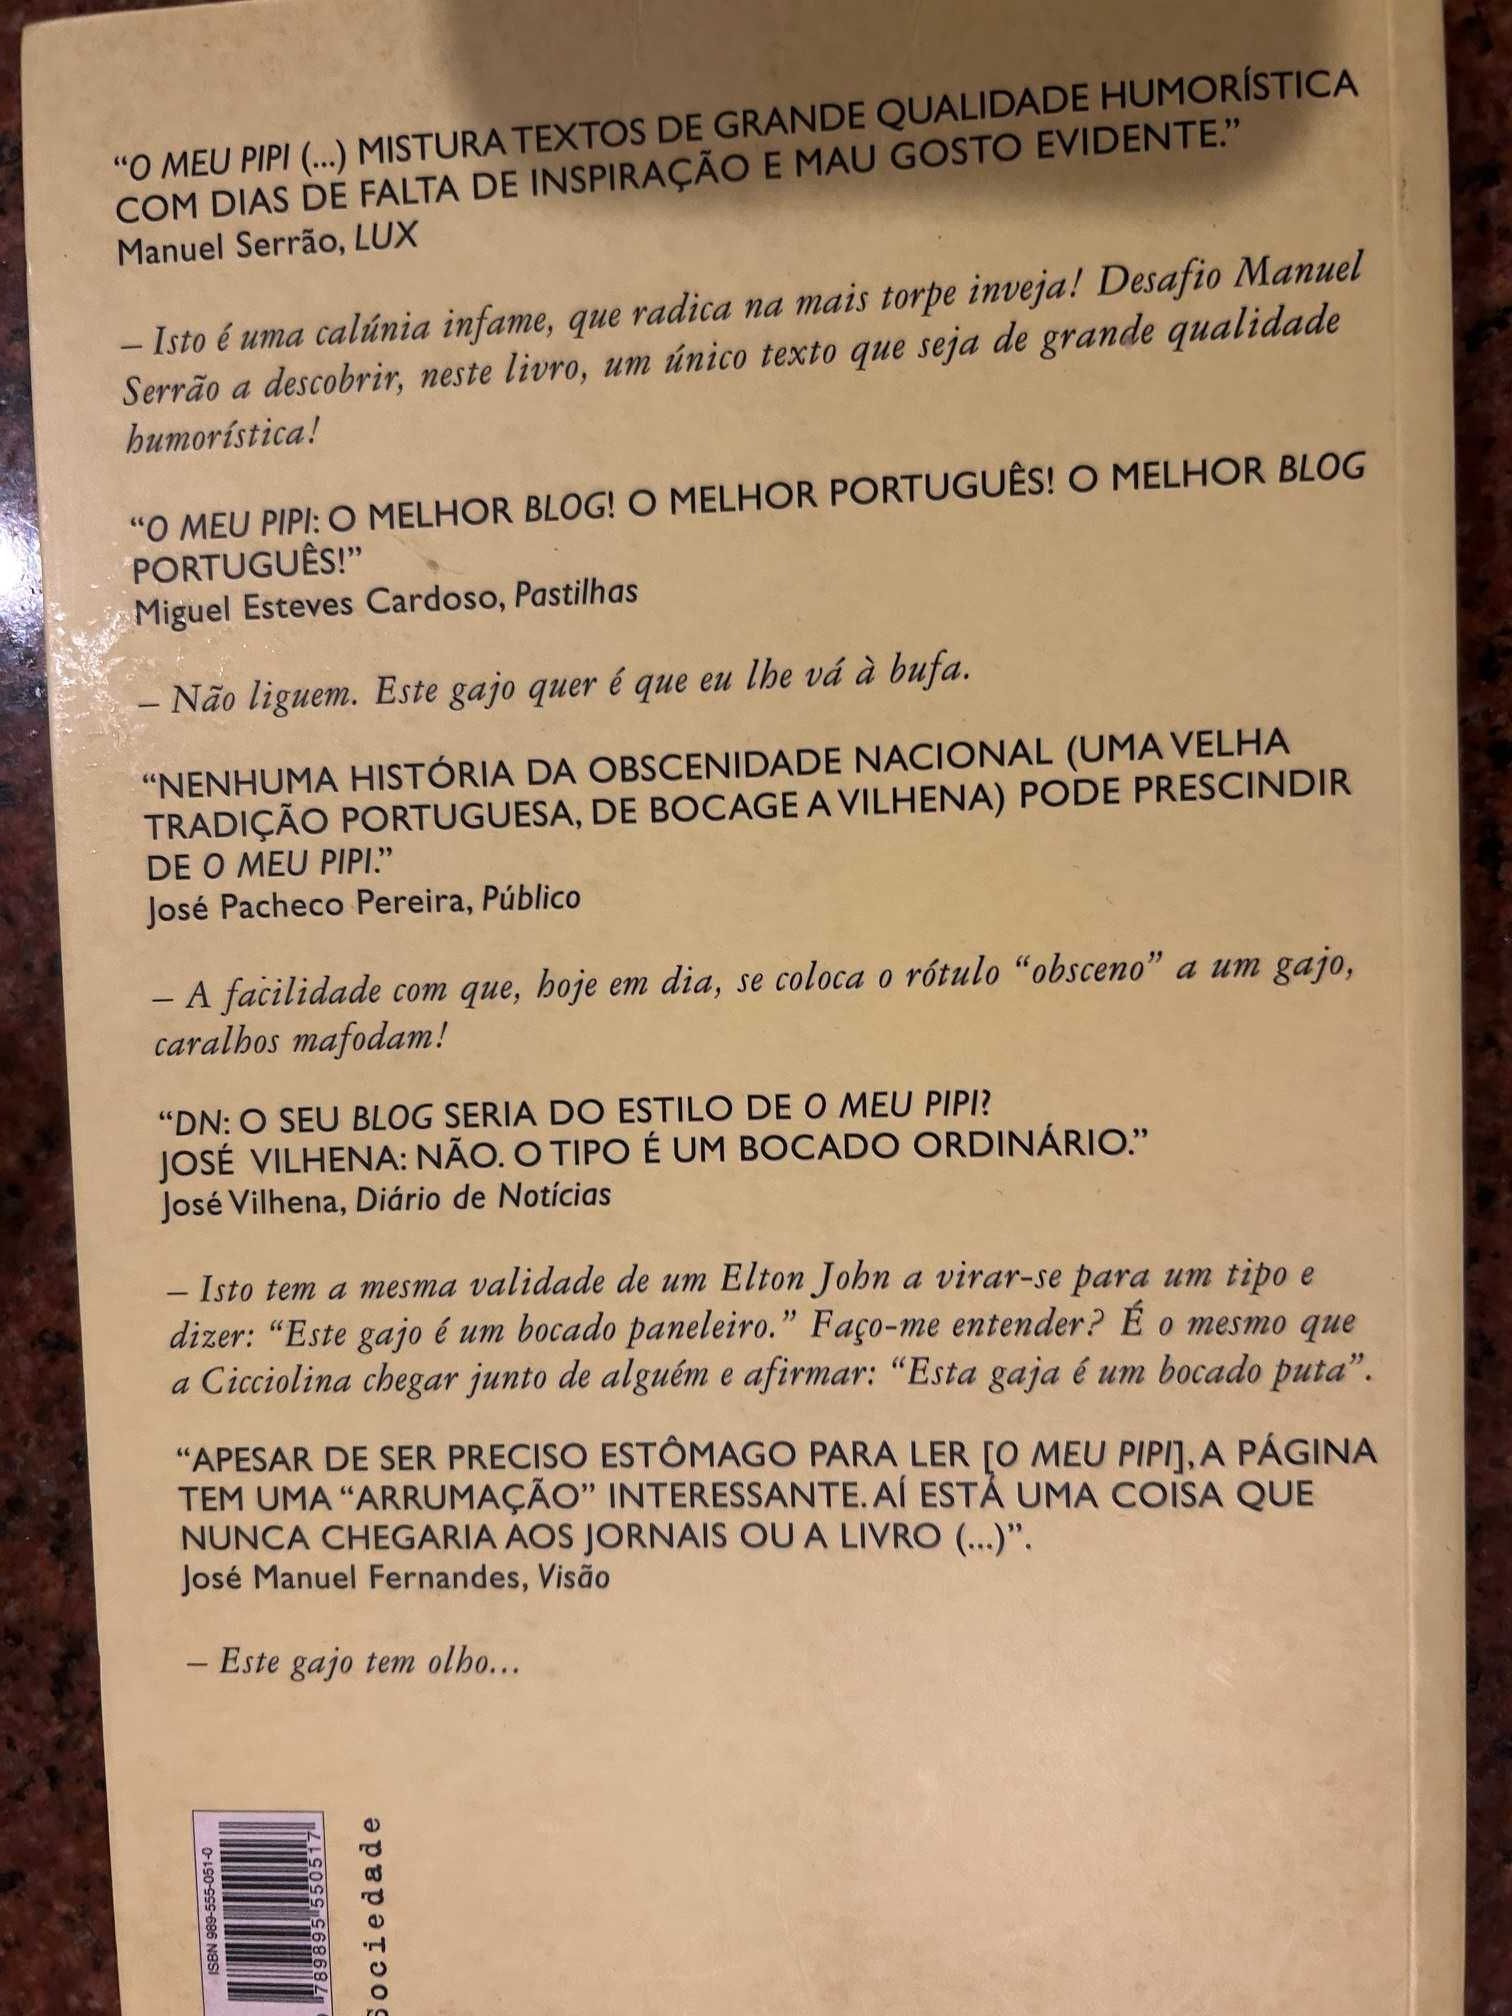 “O MEU PIPI (...) MISTURA TEXTOS DE GRANDE QUALIDADE HUMORÍSTICA
COM DIAS DE FALTA DE INSPIRAÇÃO E MAU GOSTO EVIDENTE.”
Manuel Serrão, LUX
– Isto é uma calúnia infame, que radica na mais torpe inveja! Desafio Manuel
Serrão a descobrir, neste livro, um único texto que seja de grande qualidade
humorística!
“O MEU PIPI: O MELHOR BLOG! O MELHOR PORTUGUÊS! O MELHOR BLOG
PORTUGUÊS!”
Miguel Esteves Cardoso, Pastilhas
– Não liguem. Este gajo quer é que eu lhe vá à bufa.
“NENHUMA HISTÓRIA DA OBSCENIDADE NACIONAL (UMA VELHA
TRADIÇÃO PORTUGUESA, DE BOCAGE A VILHENA) PODE PRESCINDIR
DE O MEU PIPI.”
José Pacheco Pereira, Público
– A facilidade com que, hoje em dia, se coloca o rótulo “obsceno” a um gajo,
caralhos mafodam!
“DN: O SEU BLOG SERIA DO ESTILO DE O MEU PIPI?
JOSÉ VILHENA: NÃO. O TIPO É UM BOCADO ORDINÁRIO.”
José Vilhena, Diário de Notícias
– Isto tem a mesma validade de um Elton John a virar-se para um tipo e
dizer: “Este gajo é um bocado paneleiro.” Faço-me entender? É o mesmo que
a Cicciolina chegar junto de alguém e afirmar: “Esta gaja é um bocado puta”.
“APESAR DE SER PRECISO ESTÔMAGO PARA LER [O MEU PIPI], A PÁGINA
TEM UMA “ARRUMAÇÃO” INTERESSANTE. AÍ ESTÁ UMA COISA QUE
NUNCA CHEGARIA AOS JORNAIS OU A LIVRO (...)”.
José Manuel Fernandes, Visão
– Este gajo tem olho...
ISBN 989-555-051-0
789895 550517
Sociedade